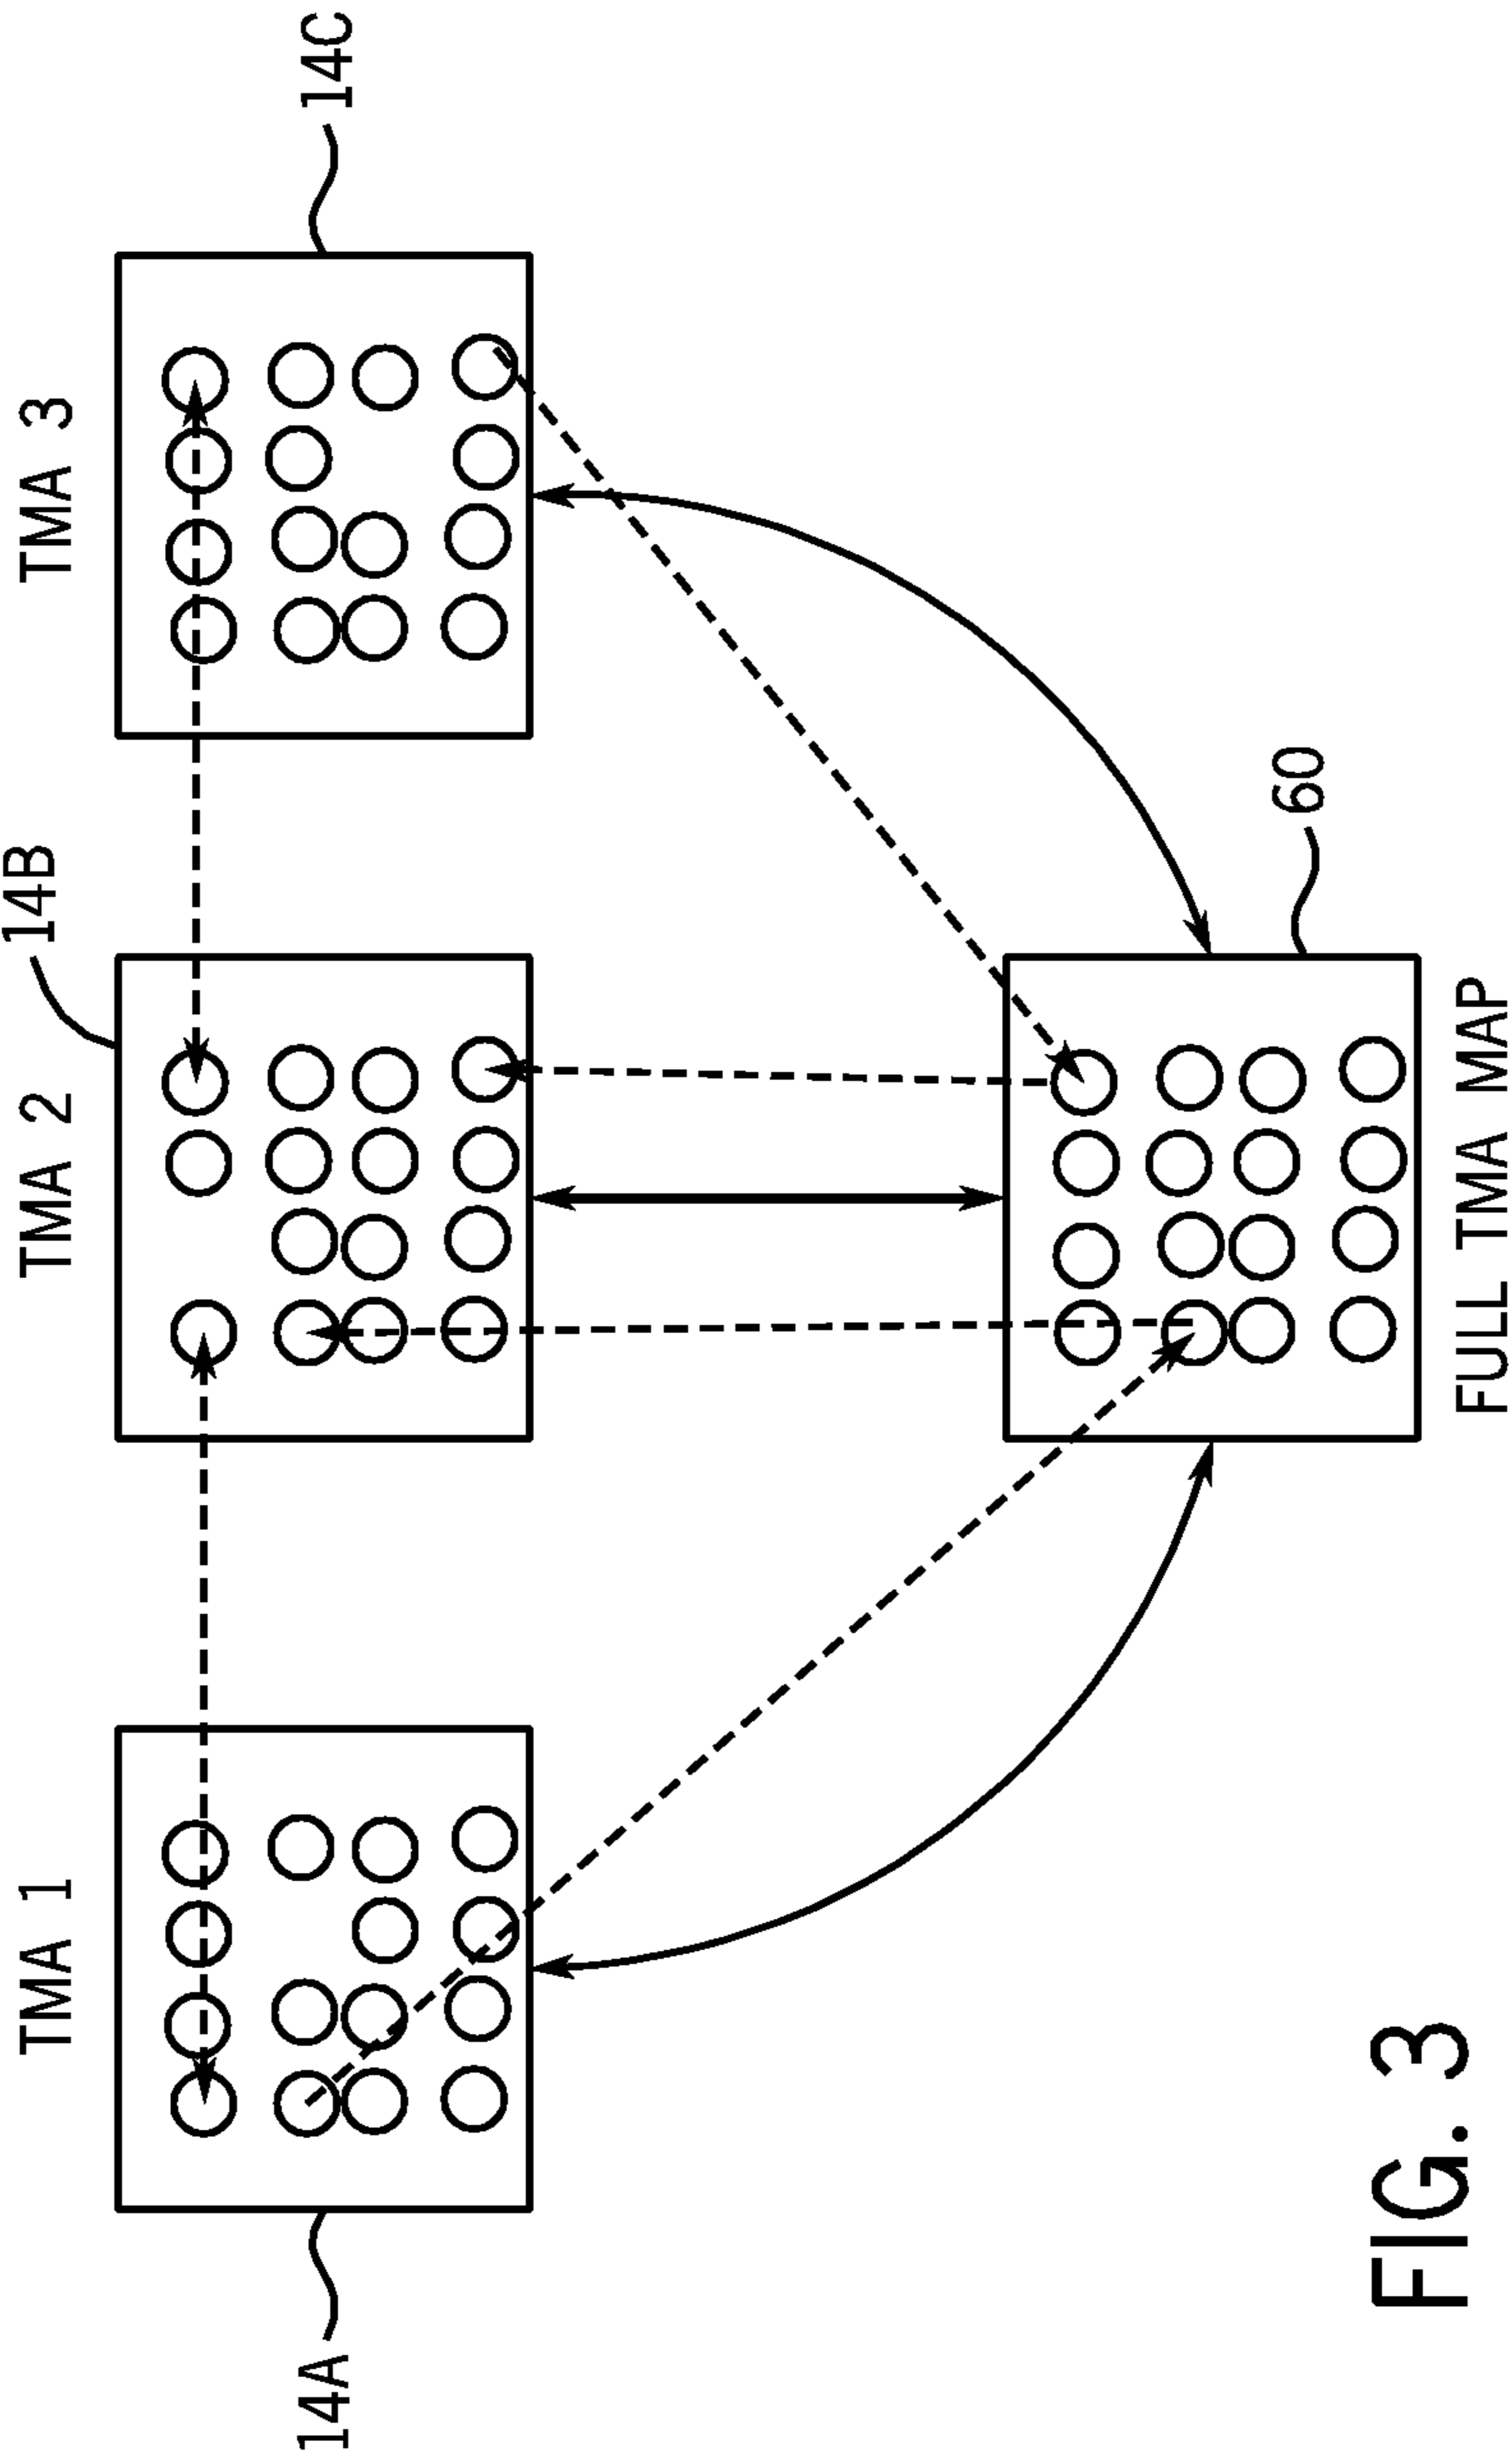 TMA 1
TMA 2
TMA 3
14A
14B
14C
60
FULL TMA MAP
FIG. 3